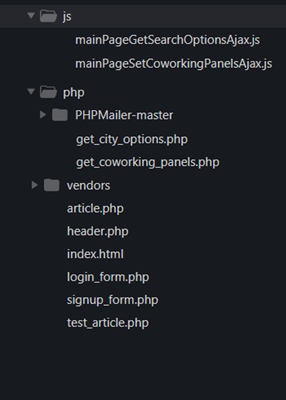 js
mainPageGetSearchOptionsAjax.js
mainPageSetCoworkingPanelsAjax.js
php
PHPMailer-master
get_city_options.php
get_coworking_panels.php
vendors
article.php
header.php
index.html
login_form.php
signup_form.php
test_article.php